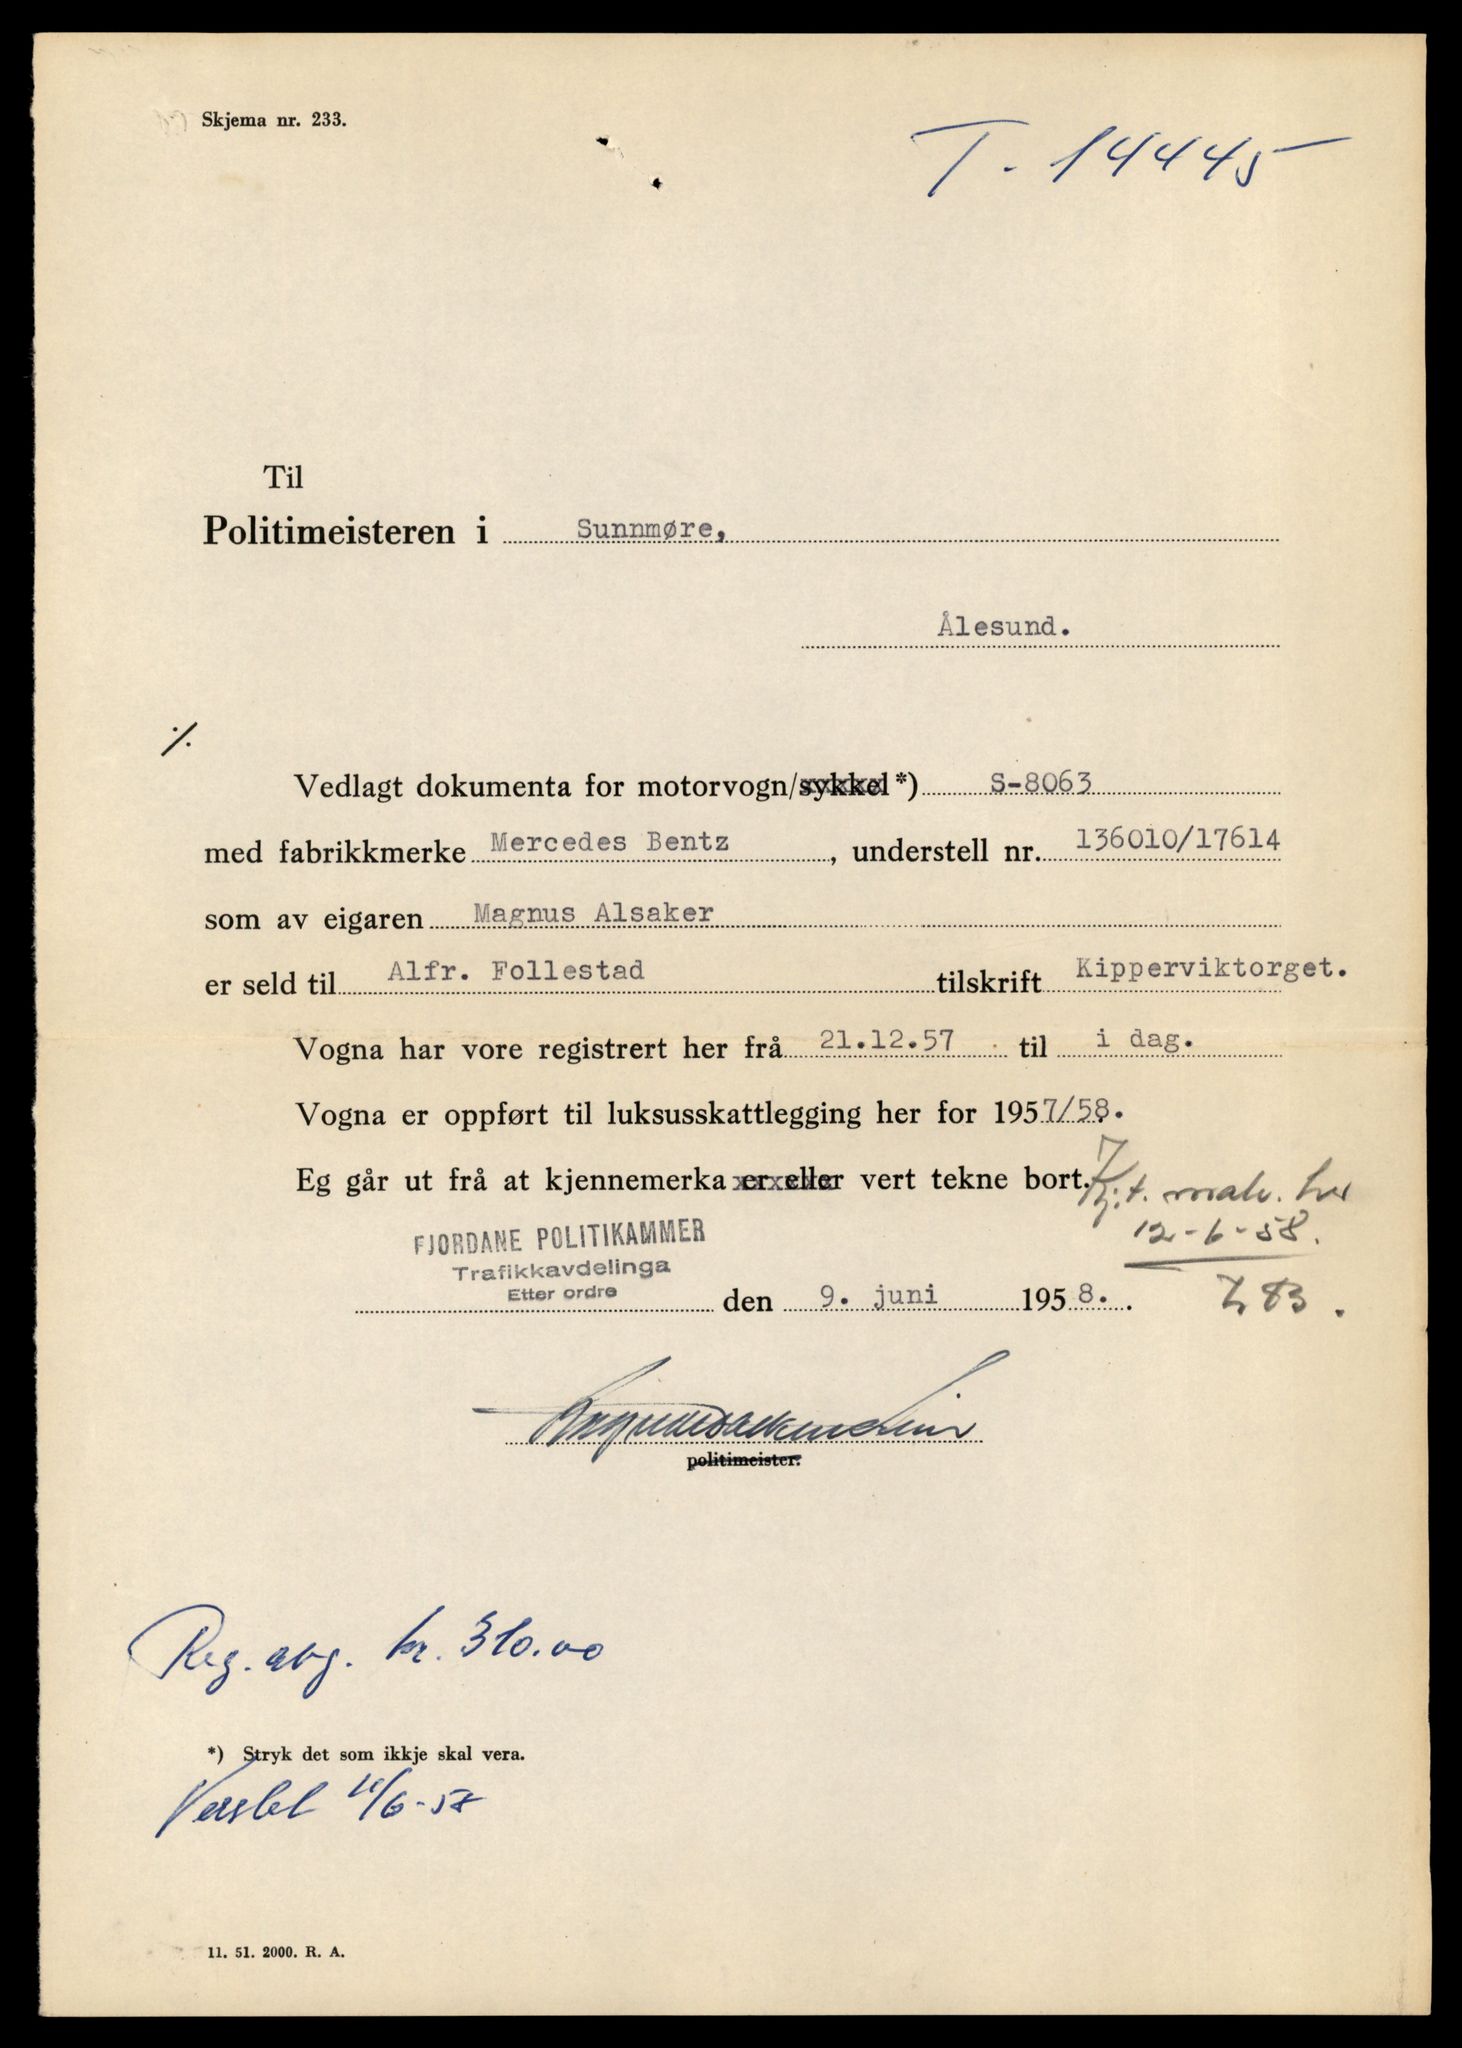 Skjema nr. 233.
T. 14445
Til
Politimeisteren i Sunnmøre,
Ålesund.
./.
Vedlagt dokumenta for motorvogn/sykkel *) S-8063
med fabrikkmerke Mercedes Bentz, understell nr. 136010/17614
som av eigaren Magnus Alsaker
er seld til Alfr. Follestad tilskrift Kipperviktorget.
Vogna har vore registrert her frå 21.12.57 til i dag.
Vogna er oppført til luksusskattlegging her for 1957/58.
Eg går ut frå at kjennemerka er eller vert tekne bort.
Kj.t.
12-6-58.
FJORDANE POLITIKAMMER
Trafikkavdelinga
Etter ordre
den 9. juni 1958.
politimeister.
Reg. avg. kr. 310.00
*) Stryk det som ikkje skal vera.
11. 51. 2000. R. A.